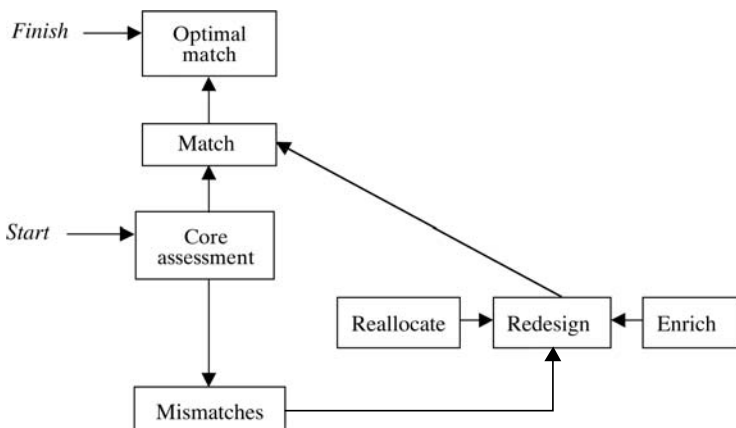 Finish
Optimal
match
Match
Start
Core
assessment
Reallocate
Redesign
Enrich
Mismatches